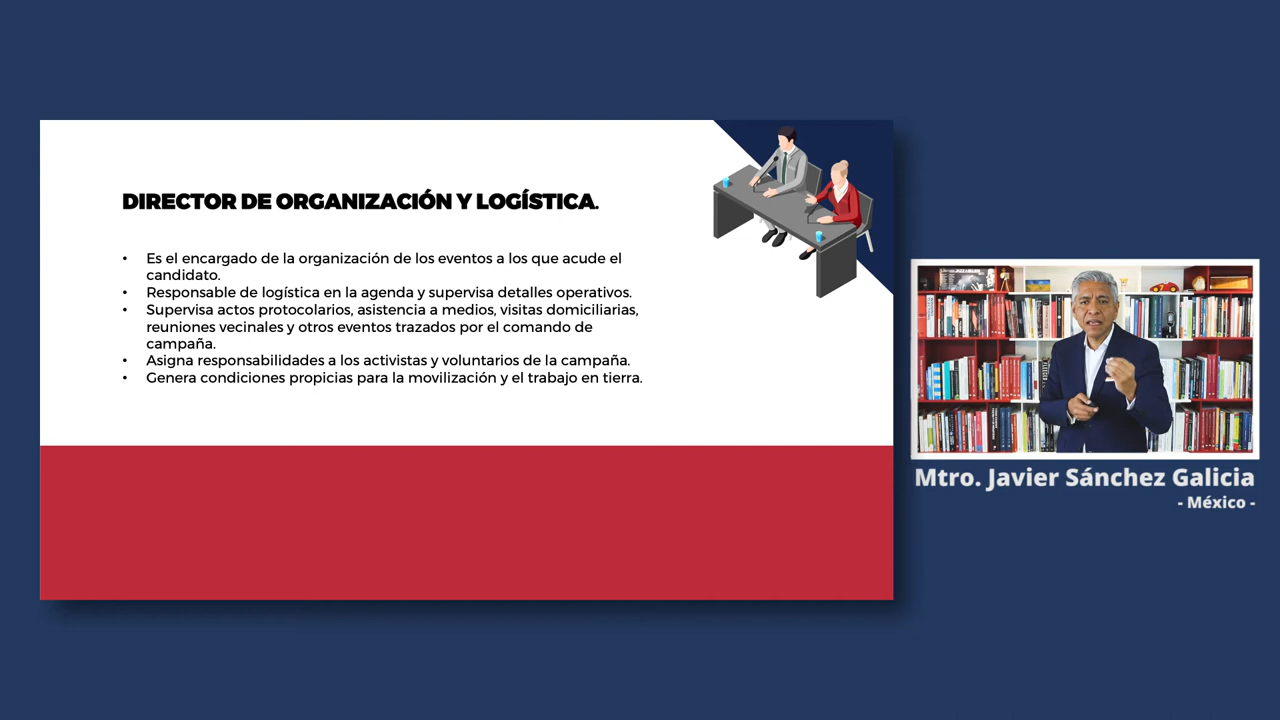 DIRECTOR DE ORGANIZACIÓN Y LOGÍSTICA.
• Es el encargado de la organización de los eventos a los que acude el
candidato.
• Responsable de logística en la agenda y supervisa detalles operativos.
• Supervisa actos protocolarios, asistencia a medios, visitas domiciliarias,
reuniones vecinales y otros eventos trazados por el comando de
campaña.
• Asigna responsabilidades a los activistas y voluntarios de la campaña.
• Genera condiciones propicias para la movilización y el trabajo en tierra.
Mtro. Javier Sánchez Galicia
- México -